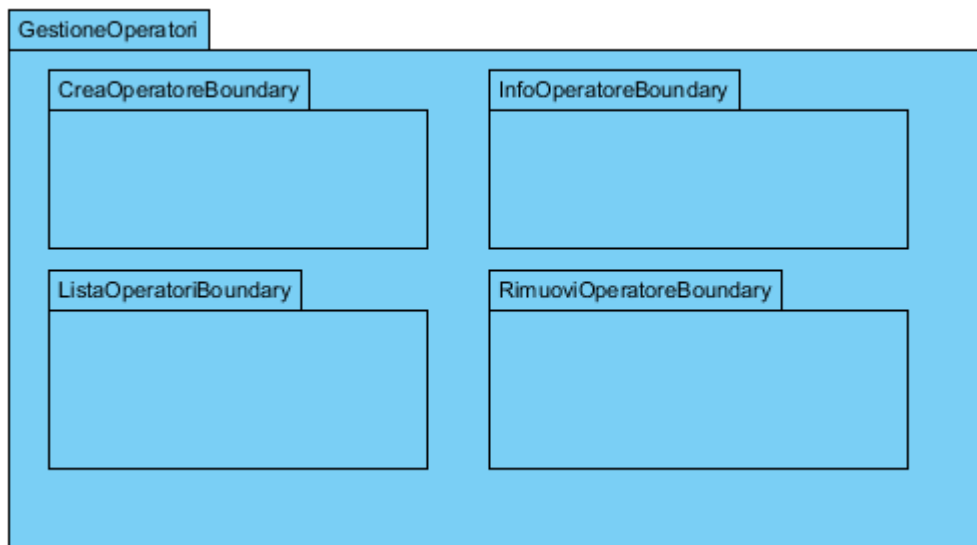 GestioneOperatori
CreaOperatoreBoundary
InfoOperatoreBoundary
ListaOperatoriBoundary
RimuoviOperatoreBoundary